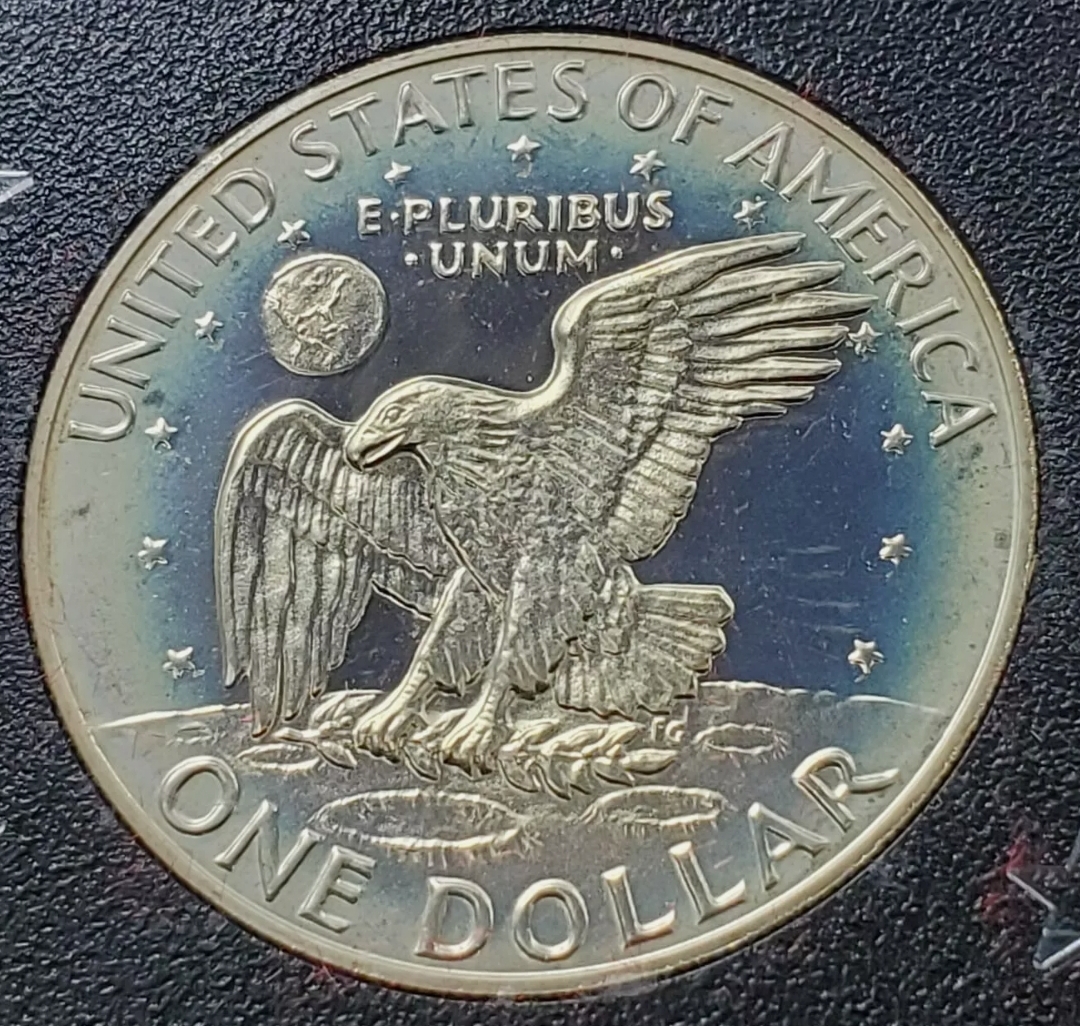 UNITED STATES OF AMERICA
E·PLURIBUS
·UNUM·
FG
ONE DOLLAR